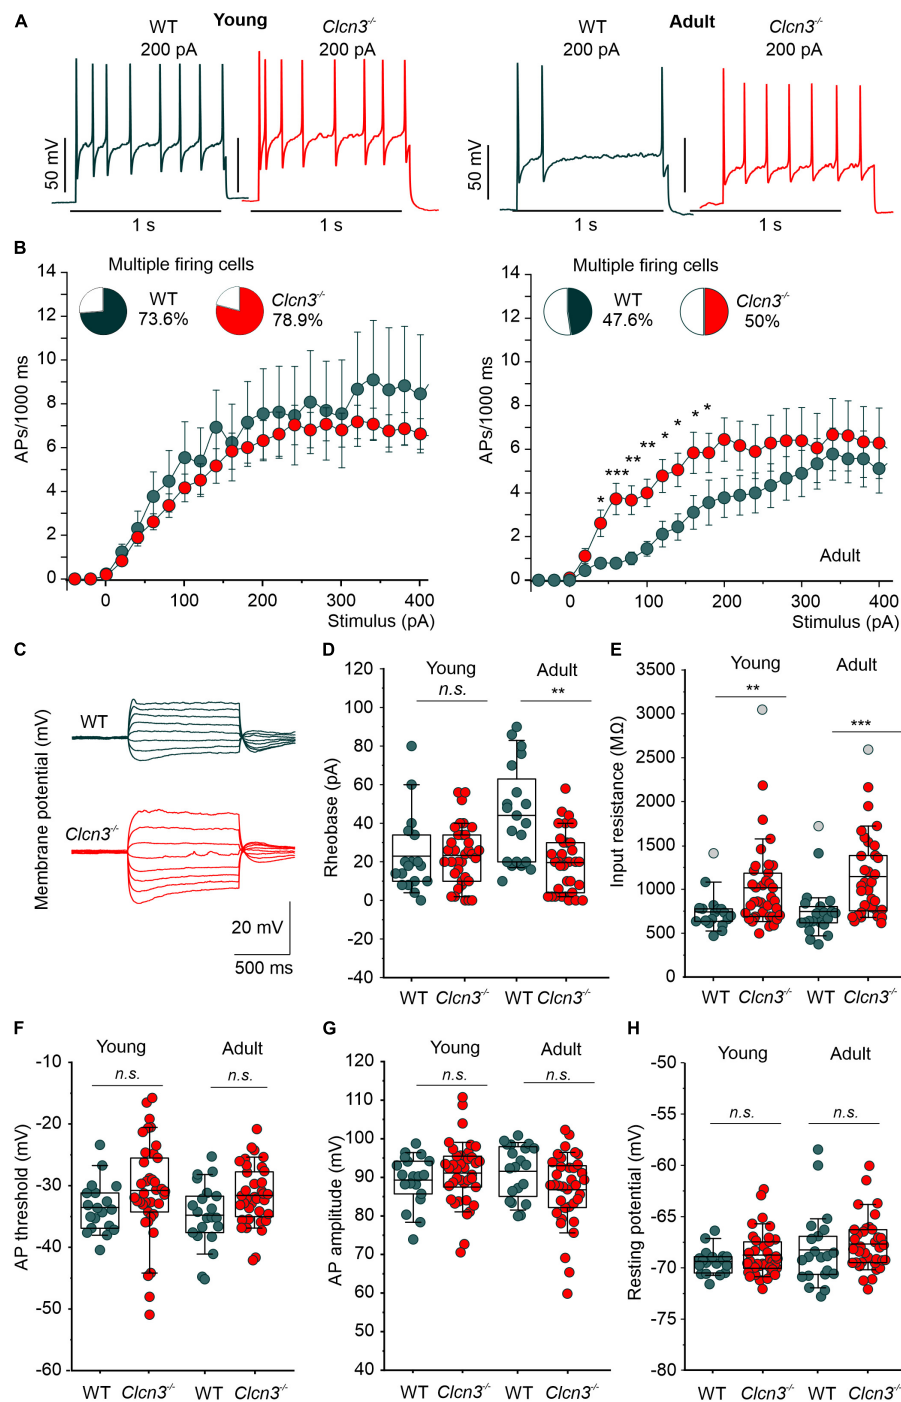 A
Young
Adult
WT
200 pA
Clcn3-/-
200 pA
WT
200 pA
Clcn3-/-
200 pA
50 mV
50 mV
1 s
1 s
1 s
1 s
B
Multiple firing cells
WT
73.6%
Clcn3-/-
78.9%
14
12
10
8
6
4
2
0
APs/1000 ms
0
100
200
300
400
Stimulus (pA)
Multiple firing cells
WT
47.6%
Clcn3-/-
50%
14
12
10
8
6
4
2
0
APs/1000 ms
*
***
**
**
*
*
*
*
Adult
0
100
200
300
400
Stimulus (pA)
C
Membrane potential (mV)
WT
Clcn3-/-
20 mV
500 ms
D
120
100
80
60
40
20
0
-20
-40
Rheobase (pA)
Young
Adult
n.s.
**
WT
Clcn3-/-
WT
Clcn3-/-
E
3500
3000
2500
2000
1500
1000
500
0
Input resistance (MΩ)
Young
Adult
**
***
WT
Clcn3-/-
WT
Clcn3-/-
F
-10
-20
-30
-40
-50
-60
AP threshold (mV)
Young
Adult
n.s.
n.s.
WT
Clcn3-/-
WT
Clcn3-/-
G
120
110
100
90
80
70
60
50
40
AP amplitude (mV)
Young
Adult
n.s.
n.s.
WT
Clcn3-/-
WT
Clcn3-/-
H
-50
-55
-60
-65
-70
-75
-80
Resting potential (mV)
Young
Adult
n.s.
n.s.
WT
Clcn3-/-
WT
Clcn3-/-